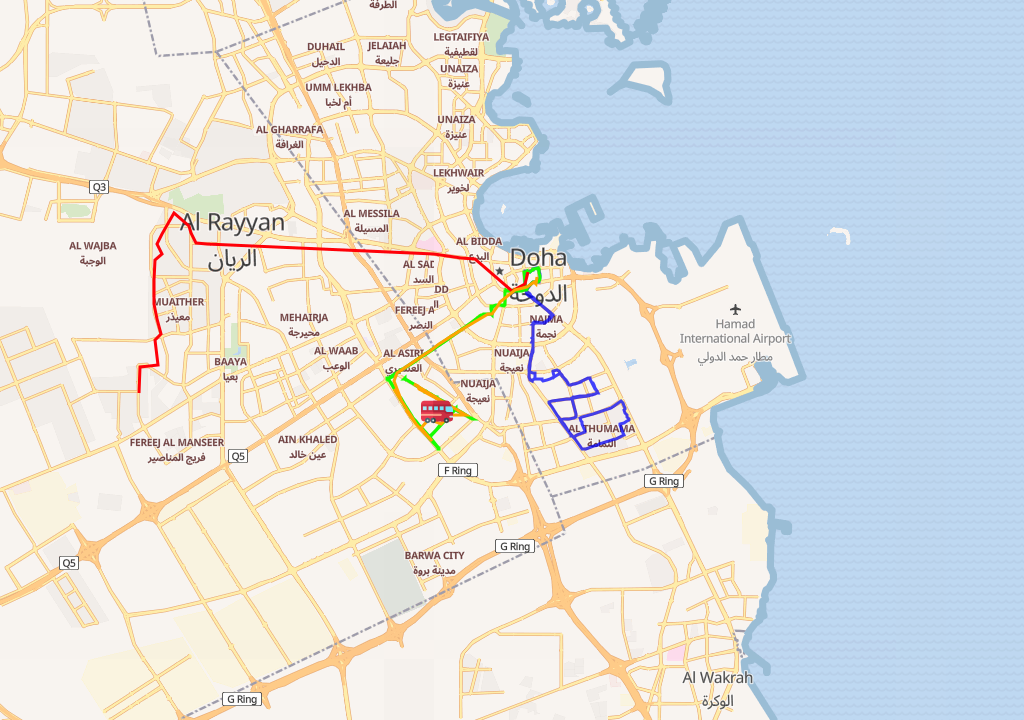 الطرفة
LEGTAIFIYA
لقطيفية
DUHAIL
الدحيل
JELAIAH
جليعة
UNAIZA
عنيزة
UMM LEKHBA
أم لخبا
UNAIZA
عنيزة
AL GHARRAFA
الغرافة
LEKHWAIR
لخوير
Q3
AL MESSILA
المسيلة
Al Rayyan
الريان
AL WAJBA
الوجبة
AL BIDDA
البدع
Doha
الدوحة
AL SAD
السد
DD
ال
MUAITHER
معيذر
MEHAIRJA
محيرجة
FEREEJ A
النصر
NAJMA
نجمة
Hamad
International Airport
مطار حمد الدولي
AL WAAB
الوعب
AL ASIRI
العسيري
NUAIJA
نعيجة
BAAYA
بعيا
NUAIJA
نعيجة
AL THUMAMA
الثمامة
FEREEJ AL MANSEER
فريج المناصير
AIN KHALED
عين خالد
Q5
F Ring
G Ring
G Ring
BARWA CITY
مدينة بروة
Q5
Al Wakrah
الوكرة
G Ring